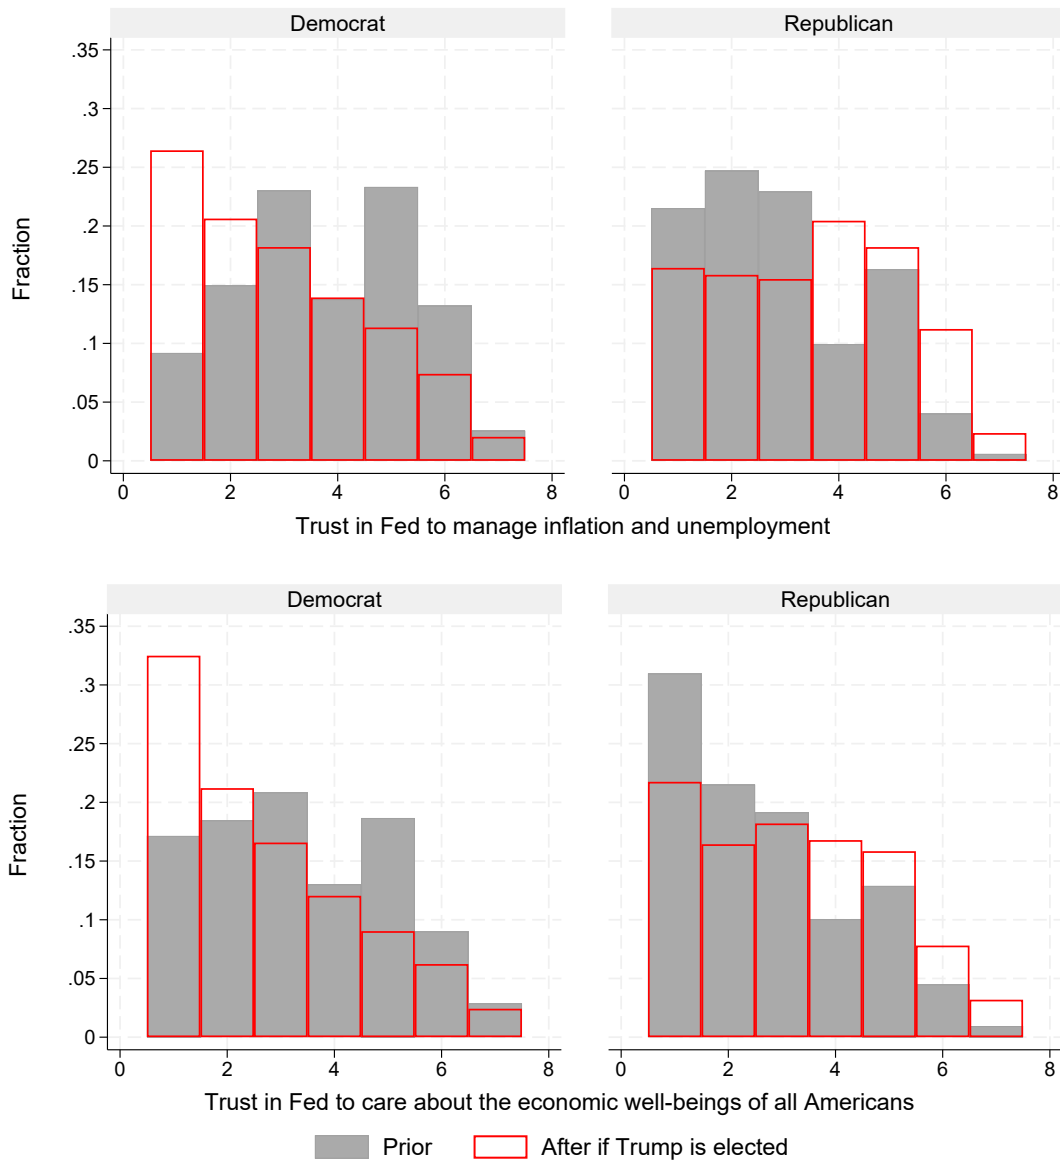 Democrat
Republican
.35
.3
.25
.2
.15
.1
.05
0
Fraction
0 2 4 6 8
0 2 4 6 8
Trust in Fed to manage inflation and unemployment
Democrat
Republican
.35
.3
.25
.2
.15
.1
.05
0
Fraction
0 2 4 6 8
0 2 4 6 8
Trust in Fed to care about the economic well-beings of all Americans
Prior
After if Trump is elected